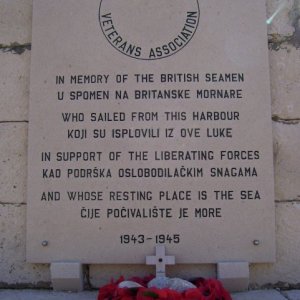 VETERANS ASSOCIATION
IN MEMORY OF THE BRITISH SEAMEN
U SPOMEN NA BRITANSKE MORNARE
WHO SAILED FROM THIS HARBOUR
KOJI SU ISPLOVILI IZ OVE LUKE
IN SUPPORT OF THE LIBERATING FORCES
KAO PODRŠKA OSLOBODILAČKIM SNAGAMA
AND WHOSE RESTING PLACE IS THE SEA
ČIJE POČIVALIŠTE JE MORE
1943-1945